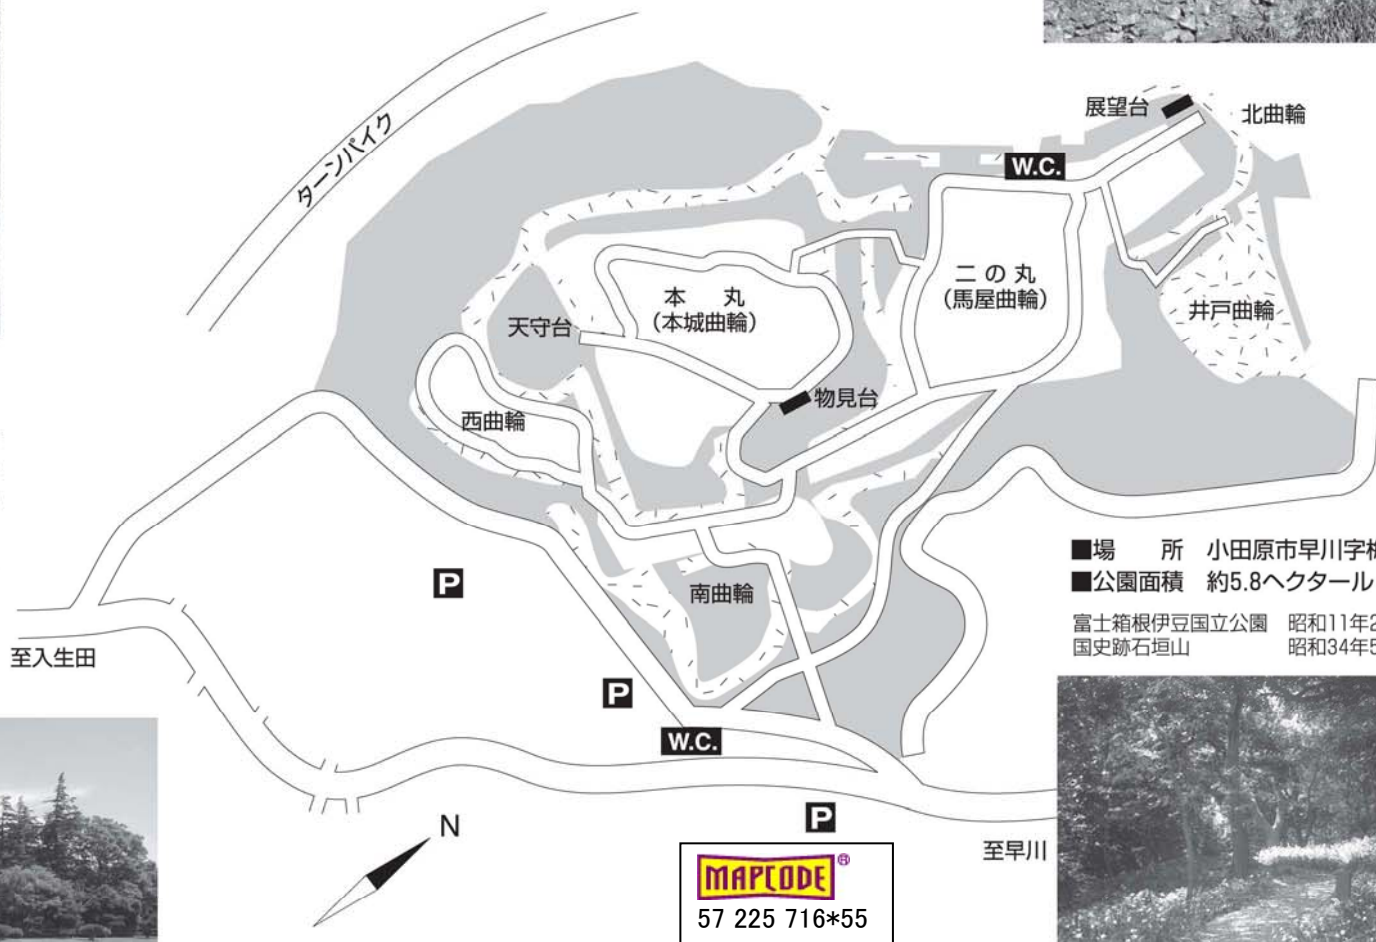 ターンパイク
展望台
北曲輪
W.C.
二の丸
(馬屋曲輪)
本 丸
(本城曲輪)
井戸曲輪
天守台
物見台
西曲輪
南曲輪
P
至入生田
P
W.C.
P
至早川
N
■場 所 小田原市早川字
■公園面積 約5.8ヘクタール
富士箱根伊豆国立公園 昭和11年2
国史跡石垣山 昭和34年5
MAPCODE®
57 225 716*55